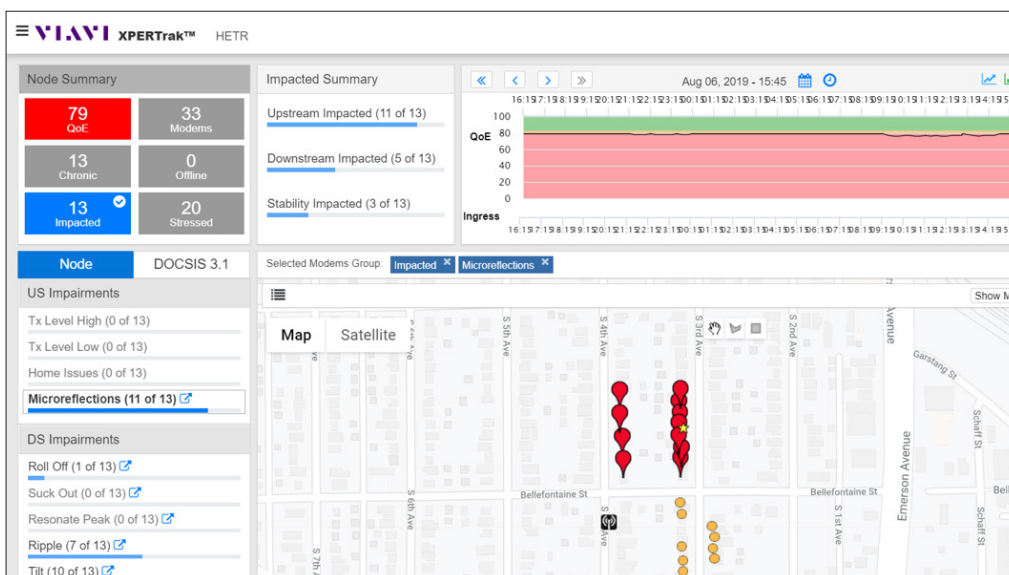 VIAVI XPERTrak™ HETR
Node Summary
79
QoE
33
Modems
13
Chronic
0
Offline
13
Impacted
20
Stressed
Impacted Summary
Upstream Impacted (11 of 13)
Downstream Impacted (5 of 13)
Stability Impacted (3 of 13)
Aug 06, 2019 - 15:45
100
QoE 80
60
40
20
0
Ingress
Node DOCSIS 3.1
US Impairments
Tx Level High (0 of 13)
Tx Level Low (0 of 13)
Home Issues (0 of 13)
Microreflections (11 of 13)
DS Impairments
Roll Off (1 of 13)
Suck Out (0 of 13)
Resonate Peak (0 of 13)
Ripple (7 of 13)
Tilt (10 of 13)
Selected Modems Group: Impacted × Microreflections ×
Show M
Map Satellite
S 5th Ave
S 4th Ave
S 3rd Ave
S 2nd Ave
Avenue
Garstang St
Schaff St
Emerson Avenue
Bellefontaine St
Bellefontaine St
Bel
S 6th Ave
Ave
S 1st Ave
Schaff St
S 7th A